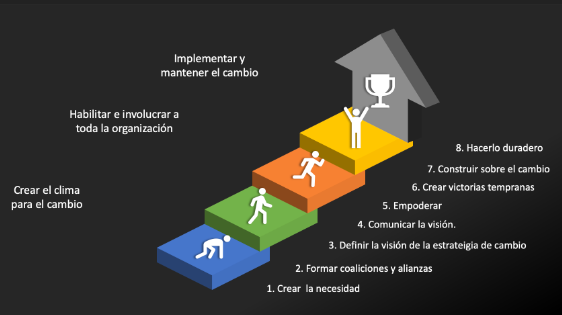 Implementar y
mantener el cambio
Habilitar e involucrar a
toda la organización
Crear el clima
para el cambio
8. Hacerlo duradero
7. Construir sobre el cambio
6. Crear victorias tempranas
5. Empoderar
4. Comunicar la visión.
3. Definir la visión de la estrateigia de cambio
2. Formar coaliciones y alianzas
1. Crear la necesidad